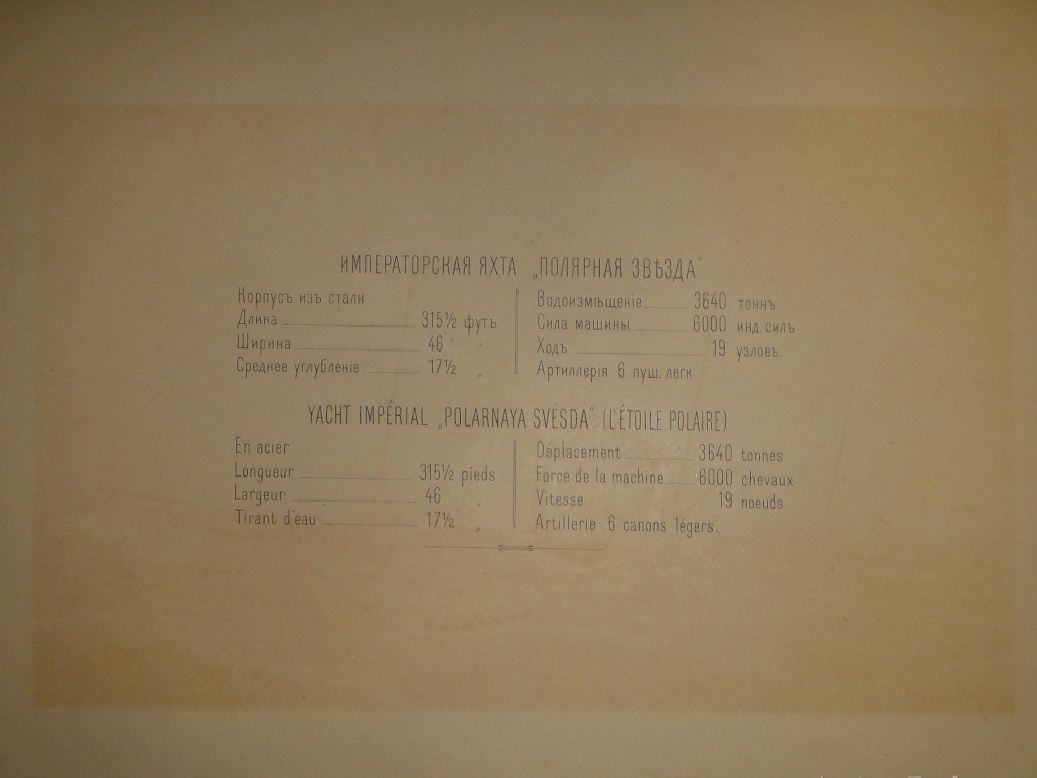 ИМПЕРАТОРСКАЯ ЯХТА „ПОЛЯРНАЯ ЗВѢЗДА"
Корпусъ изъ стали
Длина 315½ футъ
Ширина 46 "
Среднее углубленіе 17½ "
Водоизмѣщеніе 3640 тоннъ
Сила машины 6000 инд. силъ
Ходъ 19 узловъ.
Артиллерія 6 пуш. легк.
YACHT IMPÉRIAL „POLARNAYA SVÉSDA" (L'ÉTOILE POLAIRE)
En acier
Longueur 315½ pieds
Largeur 46 "
Tirant d'eau 17½ "
Déplacement 3640 tonnes
Force de la machine 6000 chevaux
Vitesse 19 noeuds
Artillerie 6 canons légers.